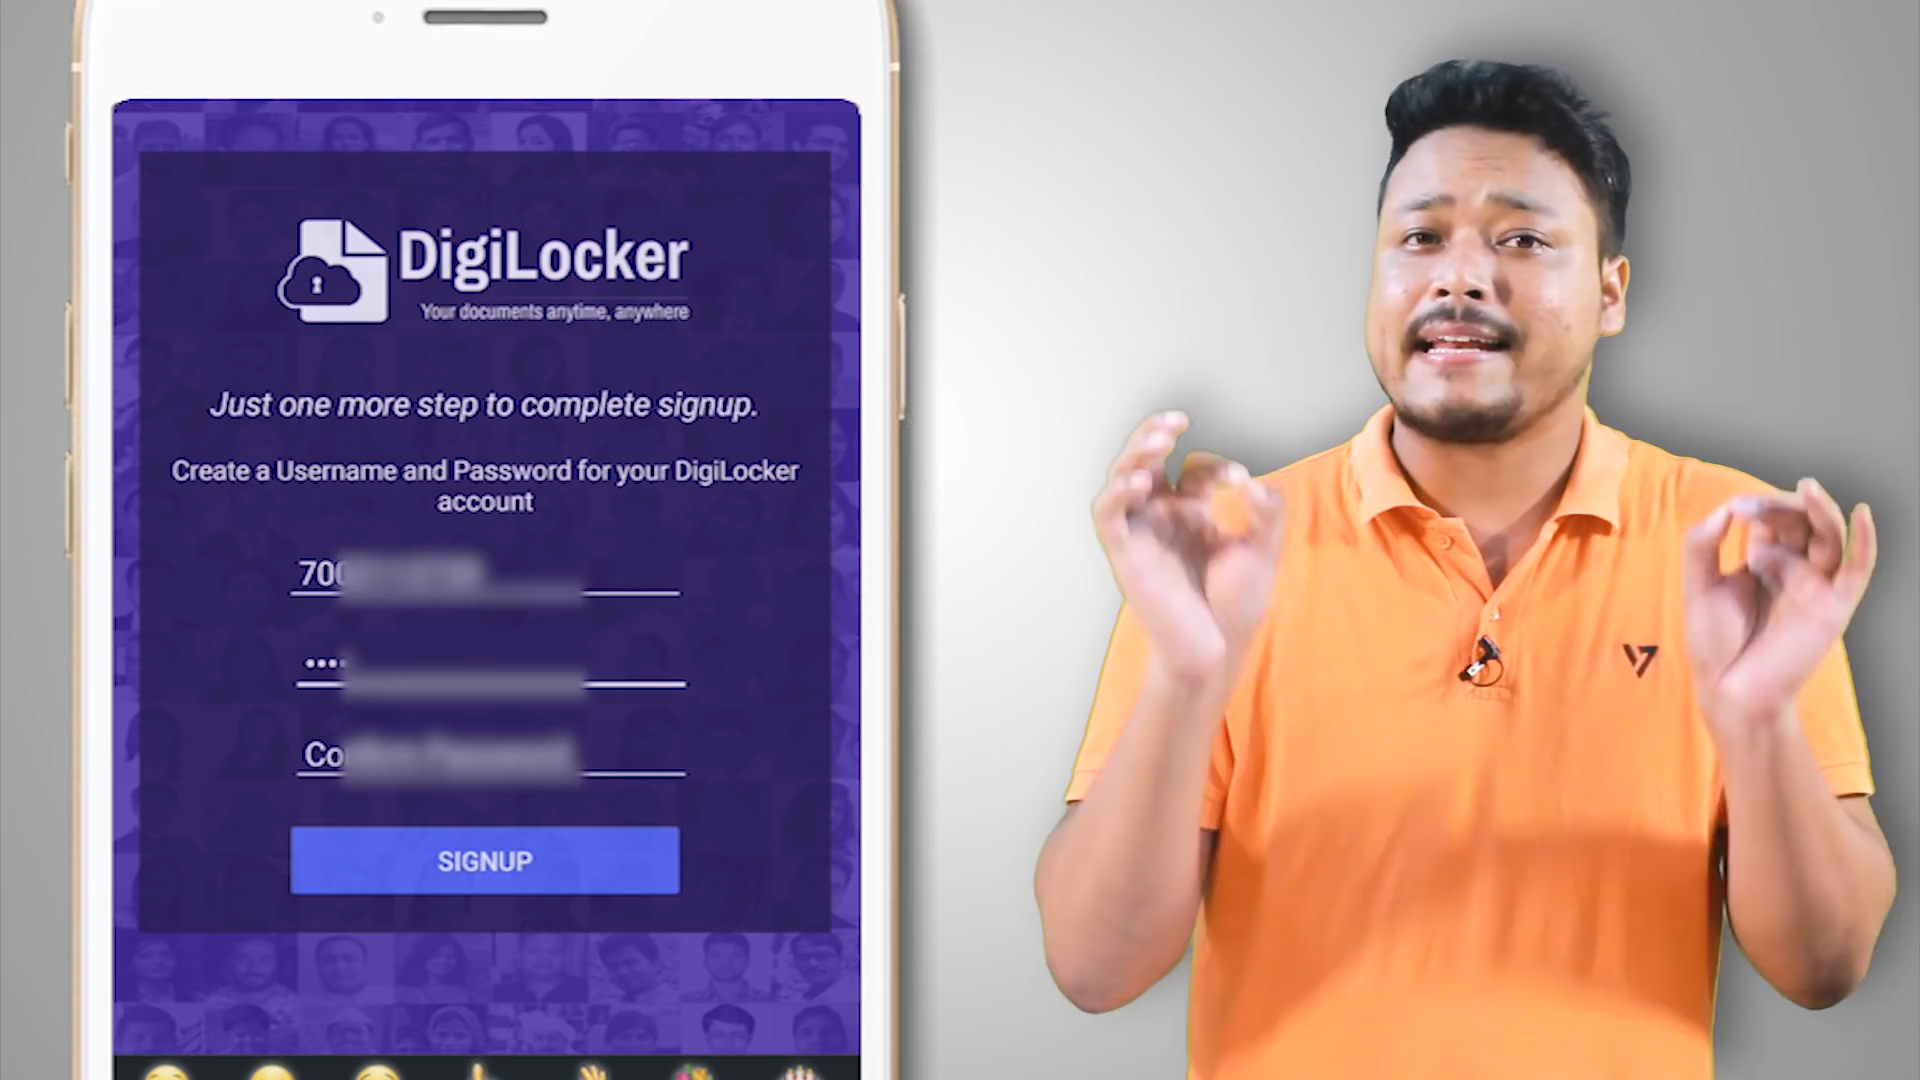 DigiLocker
Your documents anytime, anywhere
Just one more step to complete signup.
Create a Username and Password for your DigiLocker
account
700
••••
Co
SIGNUP